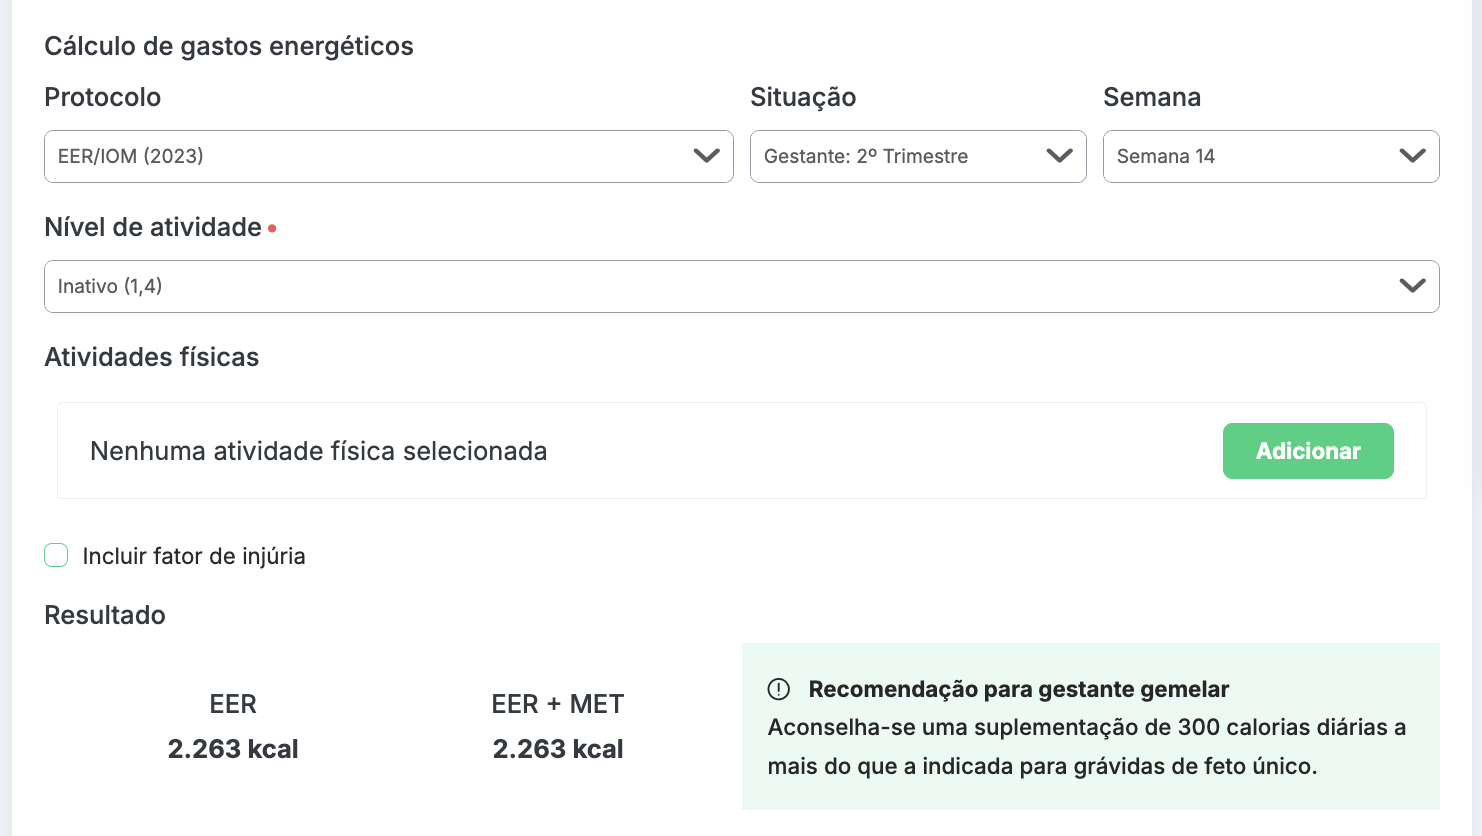 Cálculo de gastos energéticos
Protocolo
Situação
Semana
EER/IOM (2023)
Gestante: 2º Trimestre
Semana 14
Nível de atividade
Inativo (1,4)
Atividades físicas
Nenhuma atividade física selecionada
Adicionar
Incluir fator de injúria
Resultado
EER
2.263 kcal
EER + MET
2.263 kcal
Recomendação para gestante gemelar
Aconselha-se uma suplementação de 300 calorias diárias a
mais do que a indicada para grávidas de feto único.